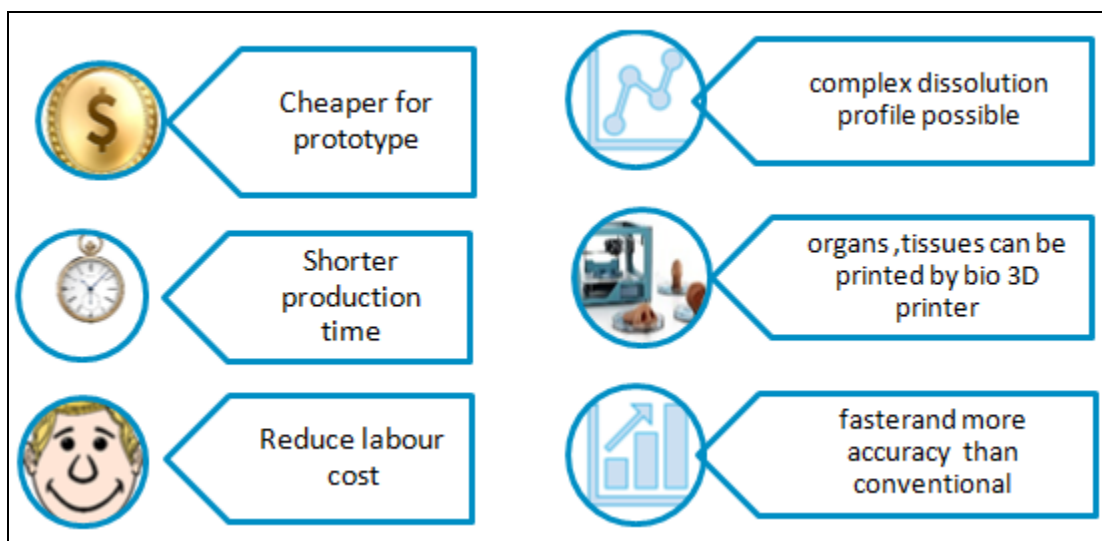 Cheaper for
prototype
Shorter
production
time
Reduce labour
cost
complex dissolution
profile possible
organs ,tissues can be
printed by bio 3D
printer
fasterand more
accuracy  than
conventional